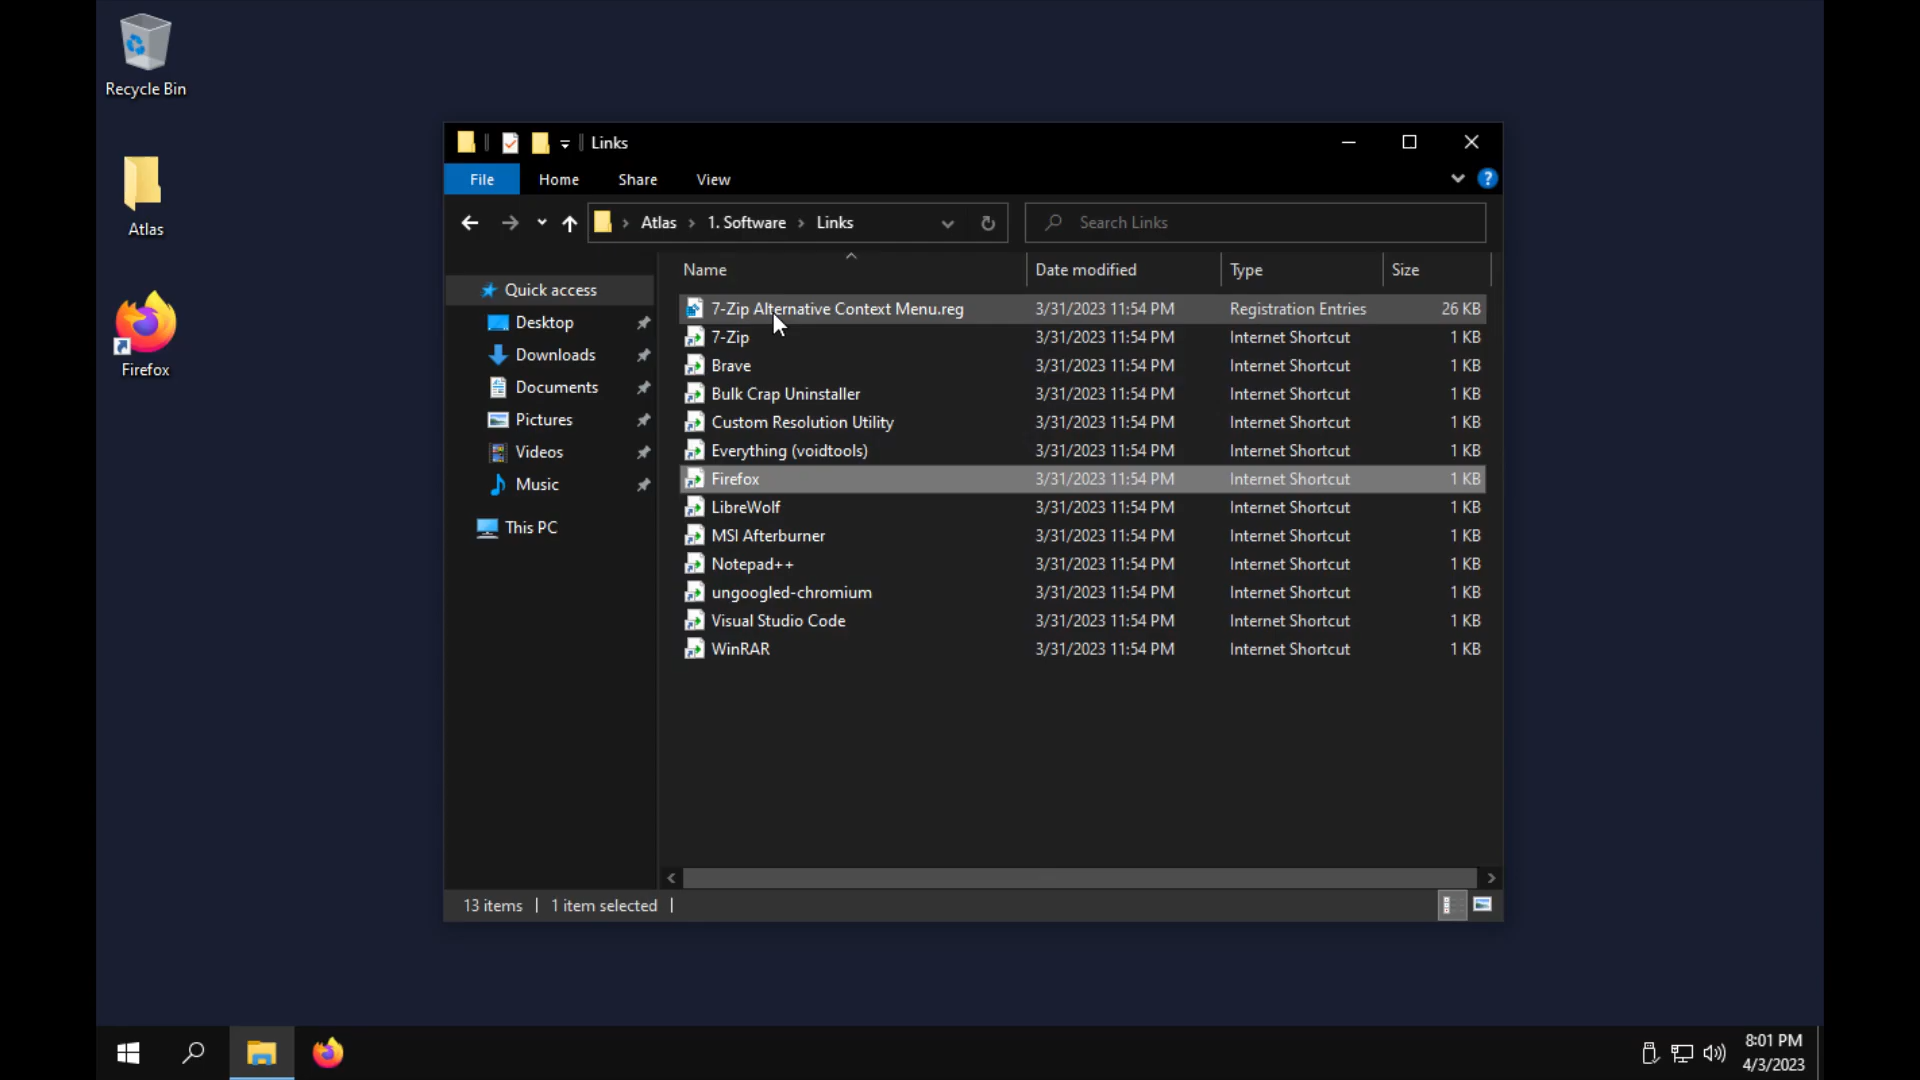 Recycle Bin
Atlas
Firefox
Links
File Home Share View
Atlas 1. Software Links
Search Links
Quick access
Desktop
Downloads
Documents
Pictures
Videos
Music
This PC
Name Date modified Type Size
7-Zip Alternative Context Menu.reg 3/31/2023 11:54 PM Registration Entries 26 KB
7-Zip 3/31/2023 11:54 PM Internet Shortcut 1 KB
Brave 3/31/2023 11:54 PM Internet Shortcut 1 KB
Bulk Crap Uninstaller 3/31/2023 11:54 PM Internet Shortcut 1 KB
Custom Resolution Utility 3/31/2023 11:54 PM Internet Shortcut 1 KB
Everything (voidtools) 3/31/2023 11:54 PM Internet Shortcut 1 KB
Firefox 3/31/2023 11:54 PM Internet Shortcut 1 KB
LibreWolf 3/31/2023 11:54 PM Internet Shortcut 1 KB
MSI Afterburner 3/31/2023 11:54 PM Internet Shortcut 1 KB
Notepad++ 3/31/2023 11:54 PM Internet Shortcut 1 KB
ungoogled-chromium 3/31/2023 11:54 PM Internet Shortcut 1 KB
Visual Studio Code 3/31/2023 11:54 PM Internet Shortcut 1 KB
WinRAR 3/31/2023 11:54 PM Internet Shortcut 1 KB
13 items 1 item selected
8:01 PM
4/3/2023